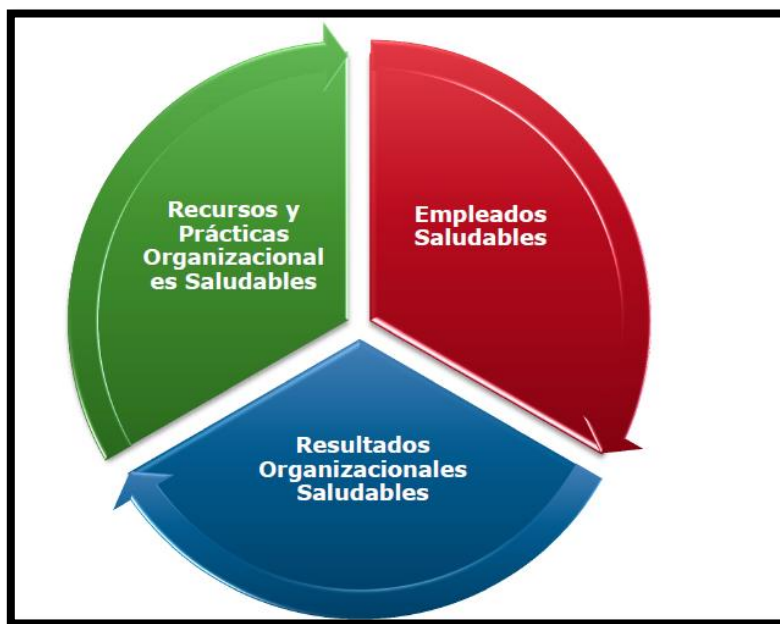 Recursos y
Prácticas
Organizacional
es Saludables
Empleados
Saludables
Resultados
Organizacionales
Saludables